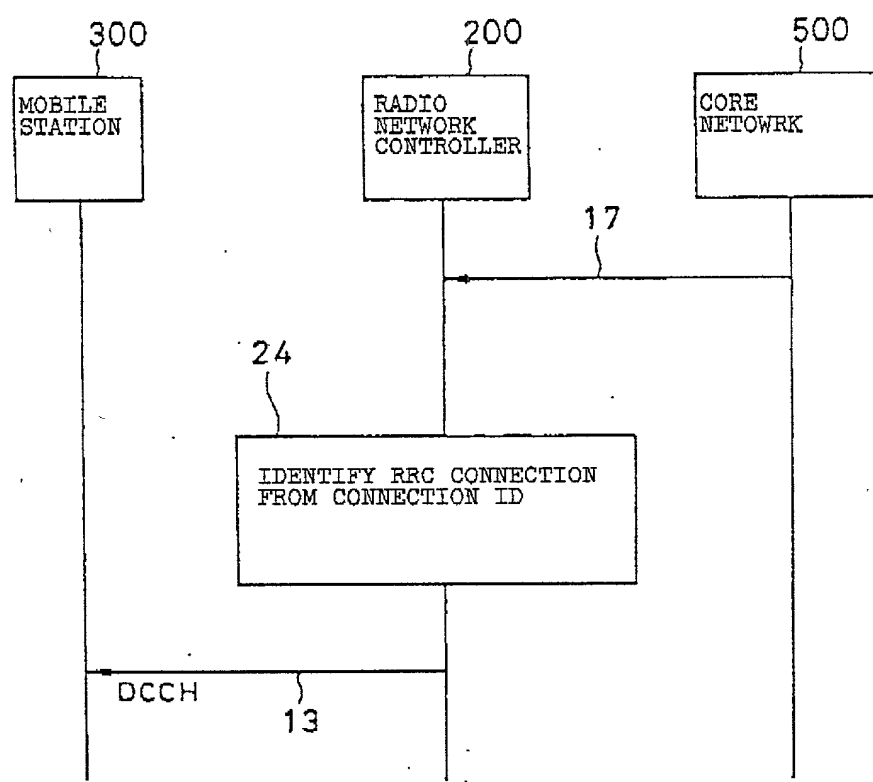 300
200
500
MOBILE
STATION
RADIO
NETWORK
CONTROLLER
CORE
NETOWRK
17
24
IDENTIFY RRC CONNECTION
FROM CONNECTION ID
DCCH
13